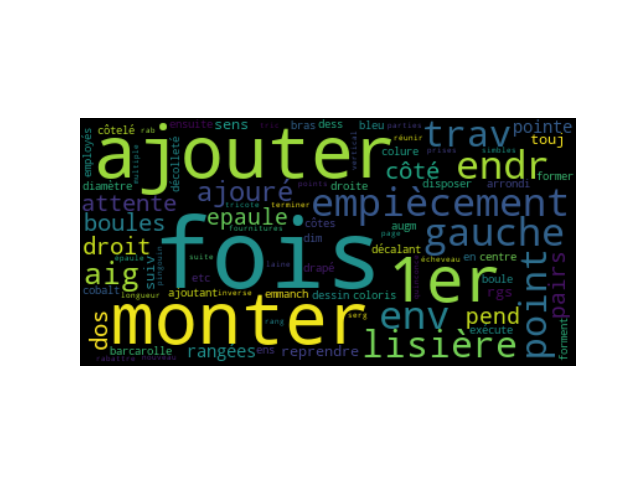 employés côtelé rab ensuite sens bras dess bleu parties trav pointe
ajouter réunir touj
multiple décolleté vertical colure simbles
diamètre ajouré côté endr former
attente droite disposer arrondi
points terminer empiècement
boules epaule côtes augm gauche
tricote fournitures dim page
droit fois décalant
épaule suite etc laine drapé écheveau en centre
aig suiv pingouin 1er boule point pairs
cobalt longueur ajoutant inverse emmanch dessin coloris rgs
dos monter rang serg env pend
exécute
barcarolle rangées ens reprendre lisière forment
rabattre nouveau